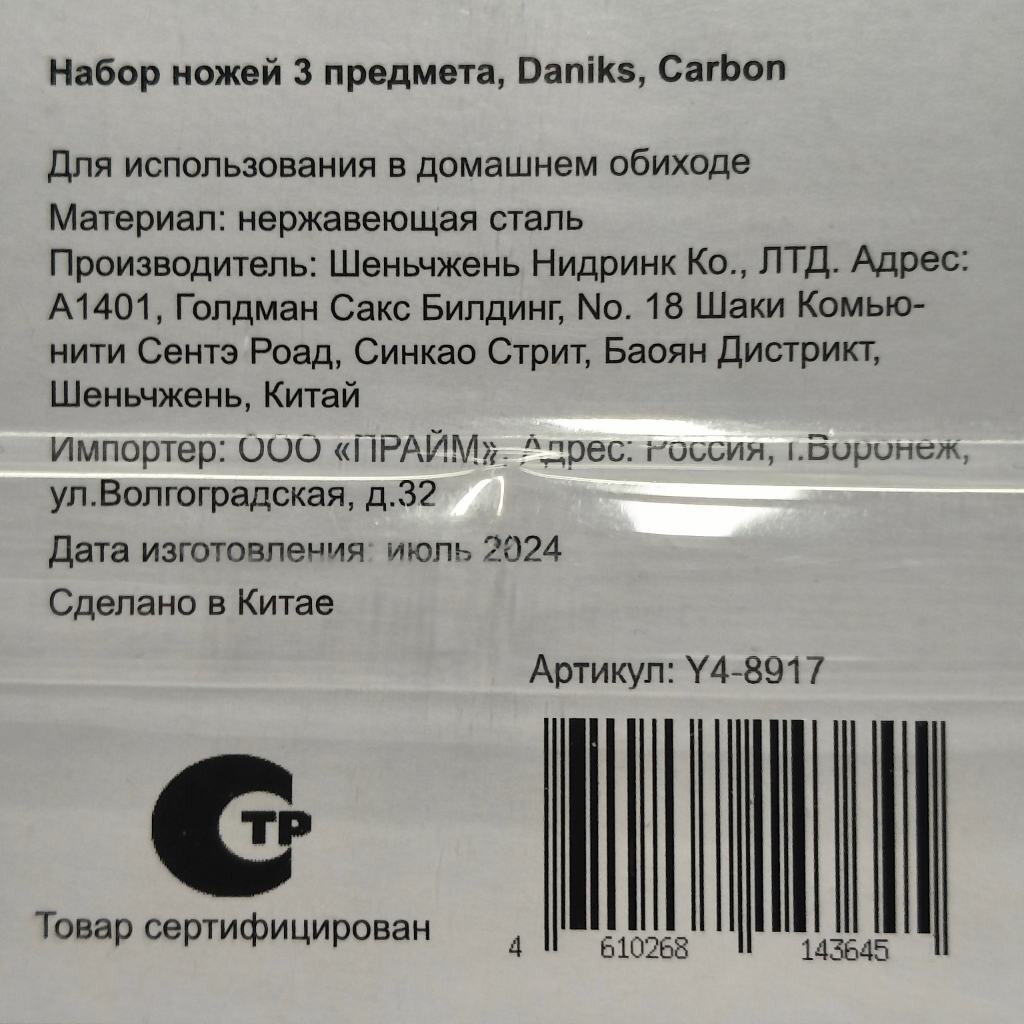 Набор ножей 3 предмета, Daniks, Carbon
Для использования в домашнем обиходе
Материал: нержавеющая сталь
Производитель: Шеньчжень Нидринк Ко., ЛТД. Адрес:
А1401, Голдман Сакс Билдинг, No. 18 Шаки Комью-
нити Сентэ Роад, Синкао Стрит, Баоян Дистрикт,
Шеньчжень, Китай
Импортер: ООО «ПРАЙМ». Адрес: Россия, г.Воронеж,
ул.Волгоградская, д.32
Дата изготовления: июль 2024
Сделано в Китае
Артикул: Y4-8917
СТР
Товар сертифицирован
4 610268 143645